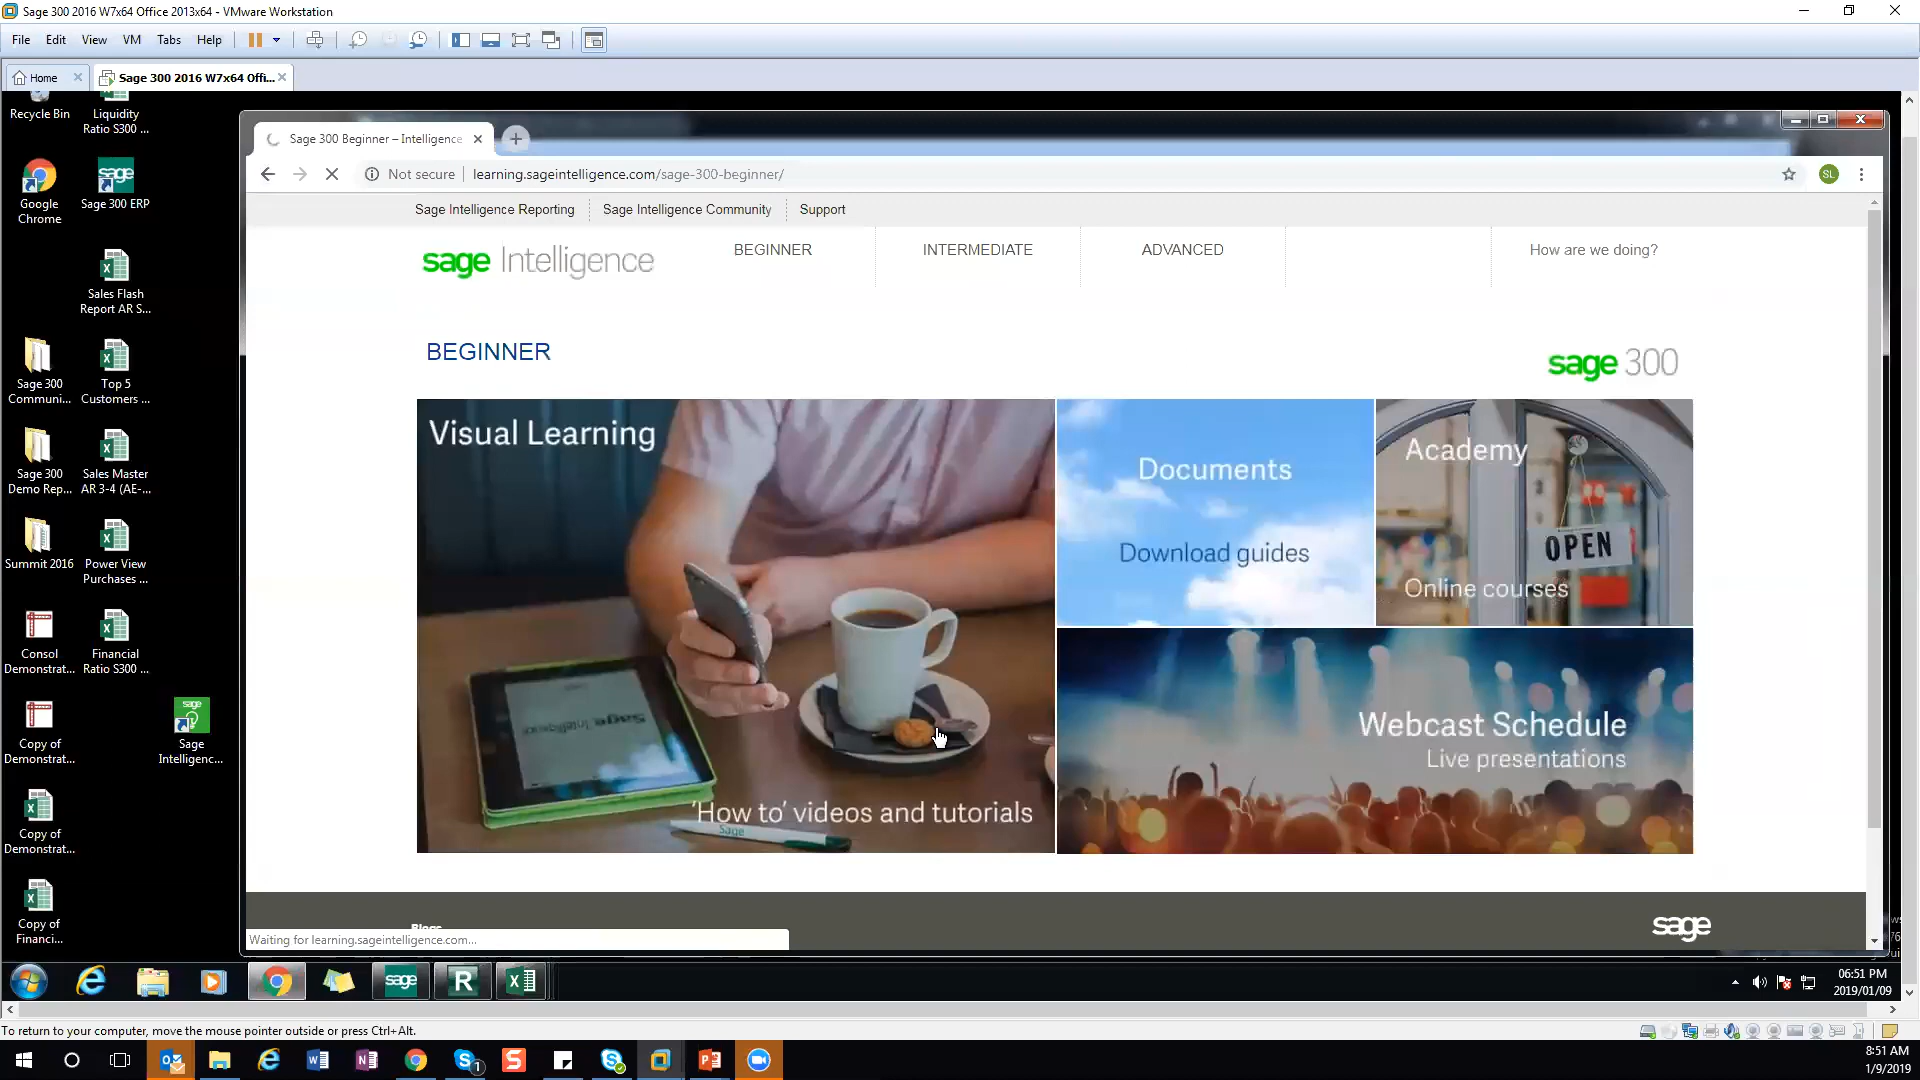 Sage 300 2016 W7x64 Office 2013x64 - VMware Workstation
File Edit View VM Tabs Help
Home
Sage 300 2016 W7x64 Offi...
Recycle Bin
Liquidity
Ratio S300 ...
Google
Chrome
sage
Sage 300 ERP
Sales Flash
Report AR S...
Sage 300
Communi...
Top 5
Customers ...
Sage 300
Demo Rep...
Sales Master
AR 3-4 (AE-...
Summit 2016
Power View
Purchases ...
Consol
Demonstrat...
Financial
Ratio S300 ...
Copy of
Demonstrat...
sage
Sage
Intelligenc...
Copy of
Demonstrat...
Copy of
Financi...
Sage 300 Beginner – Intelligence
Not secure
learning.sageintelligence.com/sage-300-beginner/
SL
Sage Intelligence Reporting
Sage Intelligence Community
Support
sage Intelligence
BEGINNER
INTERMEDIATE
ADVANCED
How are we doing?
BEGINNER
sage 300
Visual Learning
Sage
'How to' videos and tutorials
Documents
Download guides
Academy
OPEN
Online courses
Webcast Schedule
Live presentations
Blogs
sage
Waiting for learning.sageintelligence.com...
sage
R
06:51 PM
2019/01/09
To return to your computer, move the mouse pointer outside or press Ctrl+Alt.
8:51 AM
1/9/2019